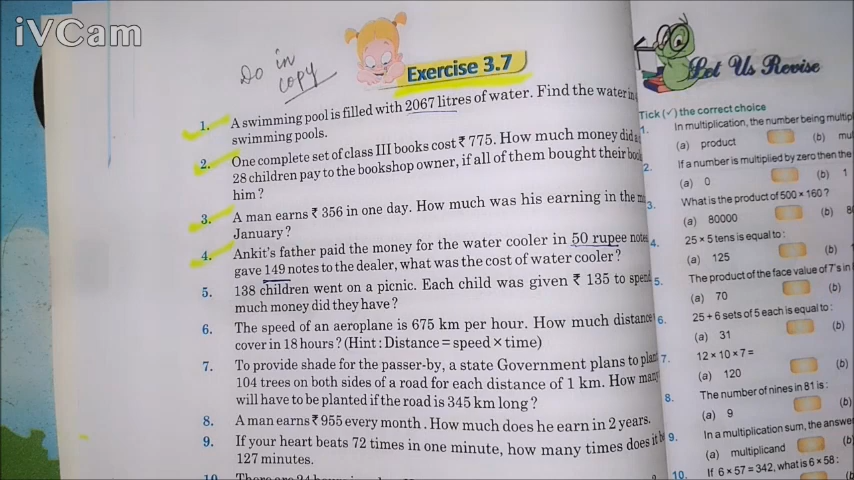 iVCam
Do in
copy
Exercise 3.7
1. A swimming pool is filled with 2067 litres of water. Find the water in
swimming pools.
2. One complete set of class III books cost ₹ 775. How much money did
28 children pay to the bookshop owner, if all of them bought their
him?
3. A man earns ₹ 356 in one day. How much was his earning in the
January?
4. Ankit's father paid the money for the water cooler in 50 rupee
gave 149 notes to the dealer, what was the cost of water cooler?
5. 138 children went on a picnic. Each child was given ₹ 135 to
much money did they have?
6. The speed of an aeroplane is 675 km per hour. How much distance
cover in 18 hours? (Hint : Distance = speed × time)
7. To provide shade for the passer-by, a state Government plans to
104 trees on both sides of a road for each distance of 1 km. How
will have to be planted if the road is 345 km long?
8. A man earns ₹ 955 every month. How much does he earn in 2 years.
9. If your heart beats 72 times in one minute, how many times does it
127 minutes.
10.
Let Us Revise
Tick (✓) the correct choice
1. In multiplication, the number being
(a) product (b)
2. If a number is multiplied by zero then the
(a) 0 (b) 1
3. What is the product of 500 × 160?
(a) 80000 (b)
4. 25 × 5 tens is equal to :
(a) 125 (b)
5. The product of the face value of 7's in
(a) 70 (b)
6. 25 + 6 sets of 5 each is equal to :
(a) 31 (b)
7. 12 × 10 × 7 =
(a) 120 (b)
8. The number of nines in 81 is :
(a) 9 (b)
9. In a multiplication sum, the
(a) multiplicand (b)
10. If 6 × 57 = 342, what is 6 × 58 :